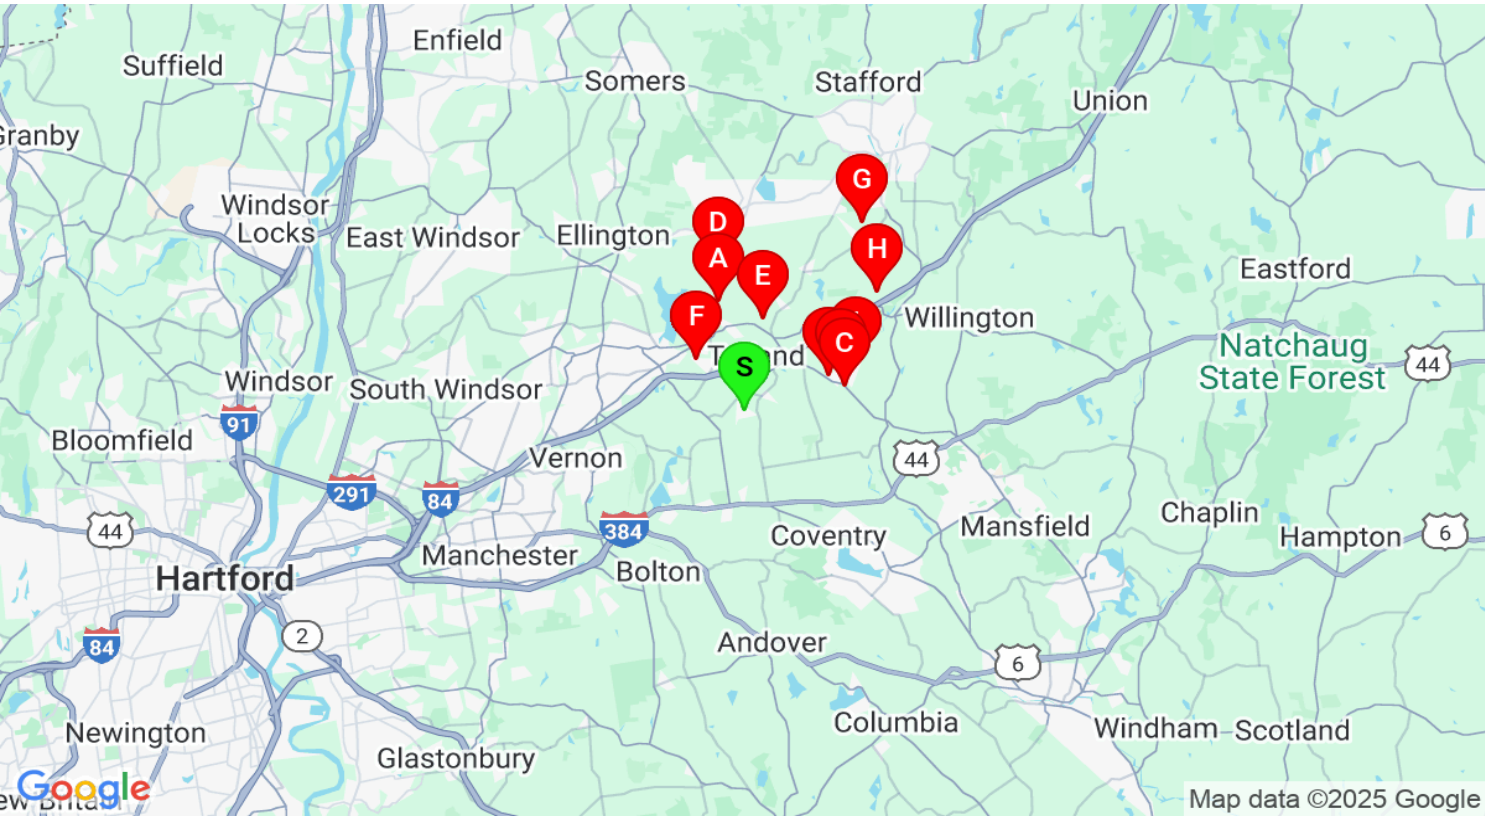 Enfield
Suffield
Somers
Stafford
Union
Granby
G
Windsor
Locks
D
East Windsor
Ellington
A
H
E
Eastford
F
Willington
C
Natchaug
State Forest
44
S
Windsor
South Windsor
91
Bloomfield
Vernon
44
291
84
Chaplin
44
384
Coventry
Mansfield
Hampton
6
Manchester
Hartford
Bolton
2
84
Andover
6
Columbia
Newington
Windham
Scotland
Glastonbury
Google
Map data ©2025 Google